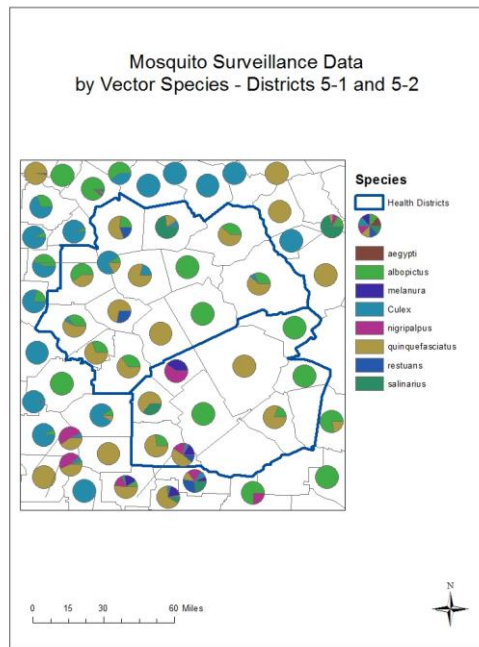 Mosquito Surveillance Data
by Vector Species - Districts 5-1 and 5-2
Species
Health Districts
aegypti
albopictus
melanura
Culex
nigripalpus
quinquefasciatus
restuans
salinarius
N
0 15 30 60 Miles